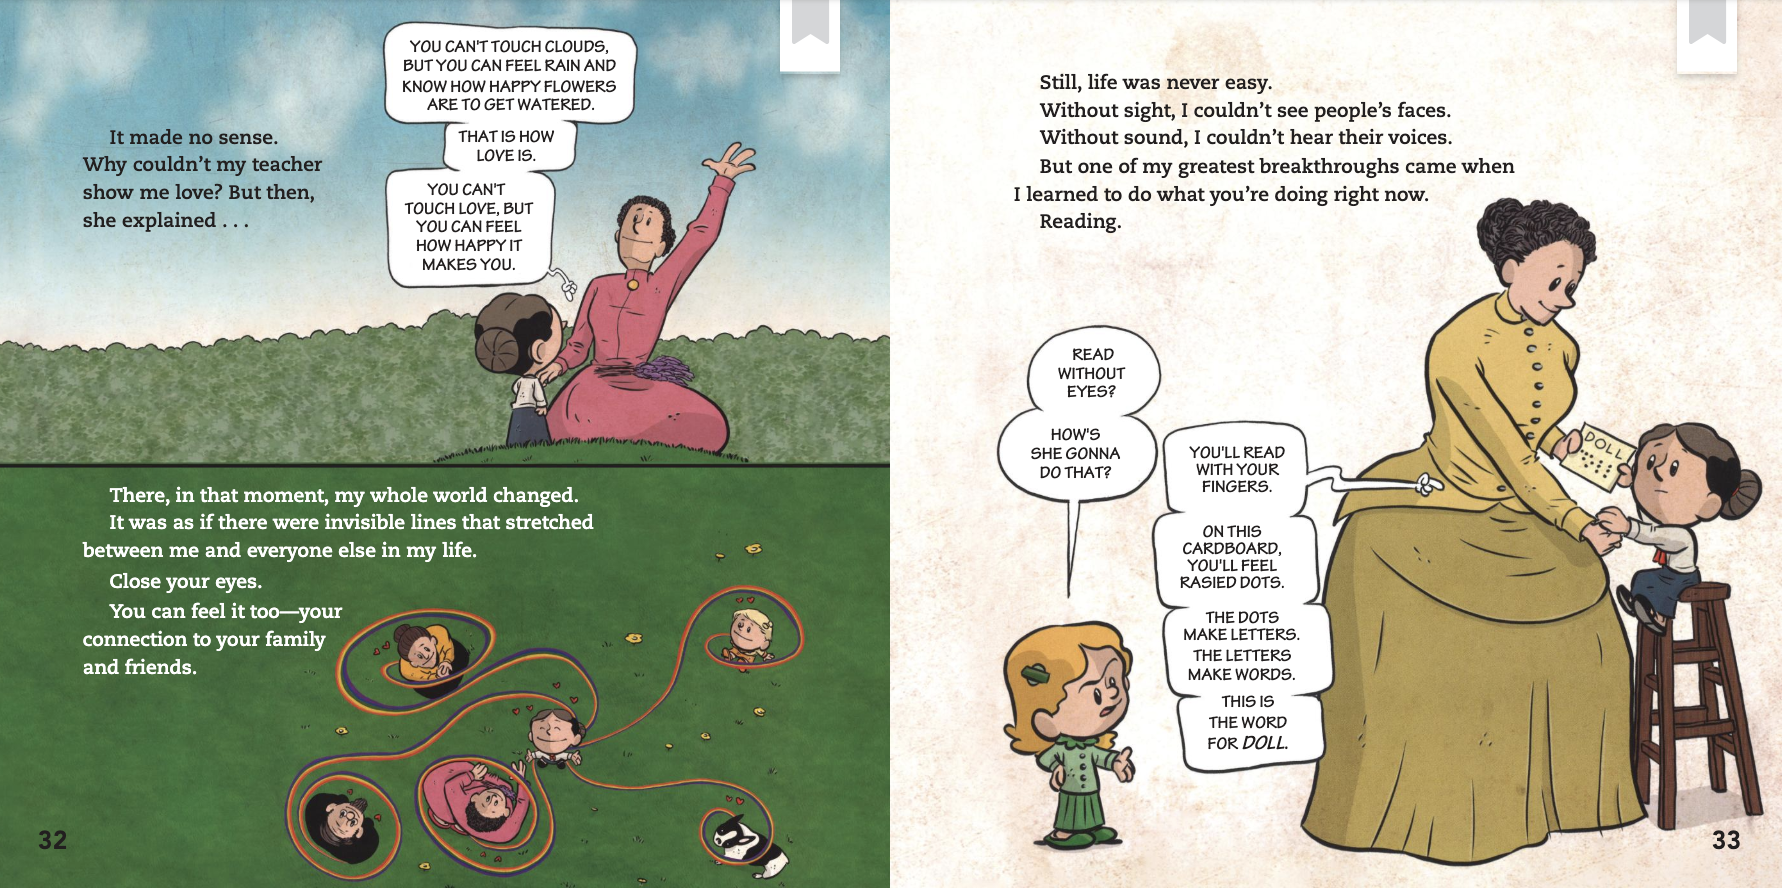 YOU CAN'T TOUCH CLOUDS,
BUT YOU CAN FEEL RAIN AND
KNOW HOW HAPPY FLOWERS
ARE TO GET WATERED.
It made no sense.
Why couldn't my teacher
show me love? But then,
she explained . . .
THAT IS HOW
LOVE IS.
YOU CAN'T
TOUCH LOVE, BUT
YOU CAN FEEL
HOW HAPPY IT
MAKES YOU.
There, in that moment, my whole world changed.
It was as if there were invisible lines that stretched
between me and everyone else in my life.
Close your eyes.
You can feel it too—your
connection to your family
and friends.
32
Still, life was never easy.
Without sight, I couldn't see people's faces.
Without sound, I couldn't hear their voices.
But one of my greatest breakthroughs came when
I learned to do what you're doing right now.
Reading.
READ
WITHOUT
EYES?
HOW'S
SHE GONNA
DO THAT?
YOU'LL READ
WITH YOUR
FINGERS.
ON THIS
CARDBOARD,
YOU'LL FEEL
RASIED DOTS.
THE DOTS
MAKE LETTERS.
THE LETTERS
MAKE WORDS.
THIS IS
THE WORD
FOR DOLL.
DOLL
33